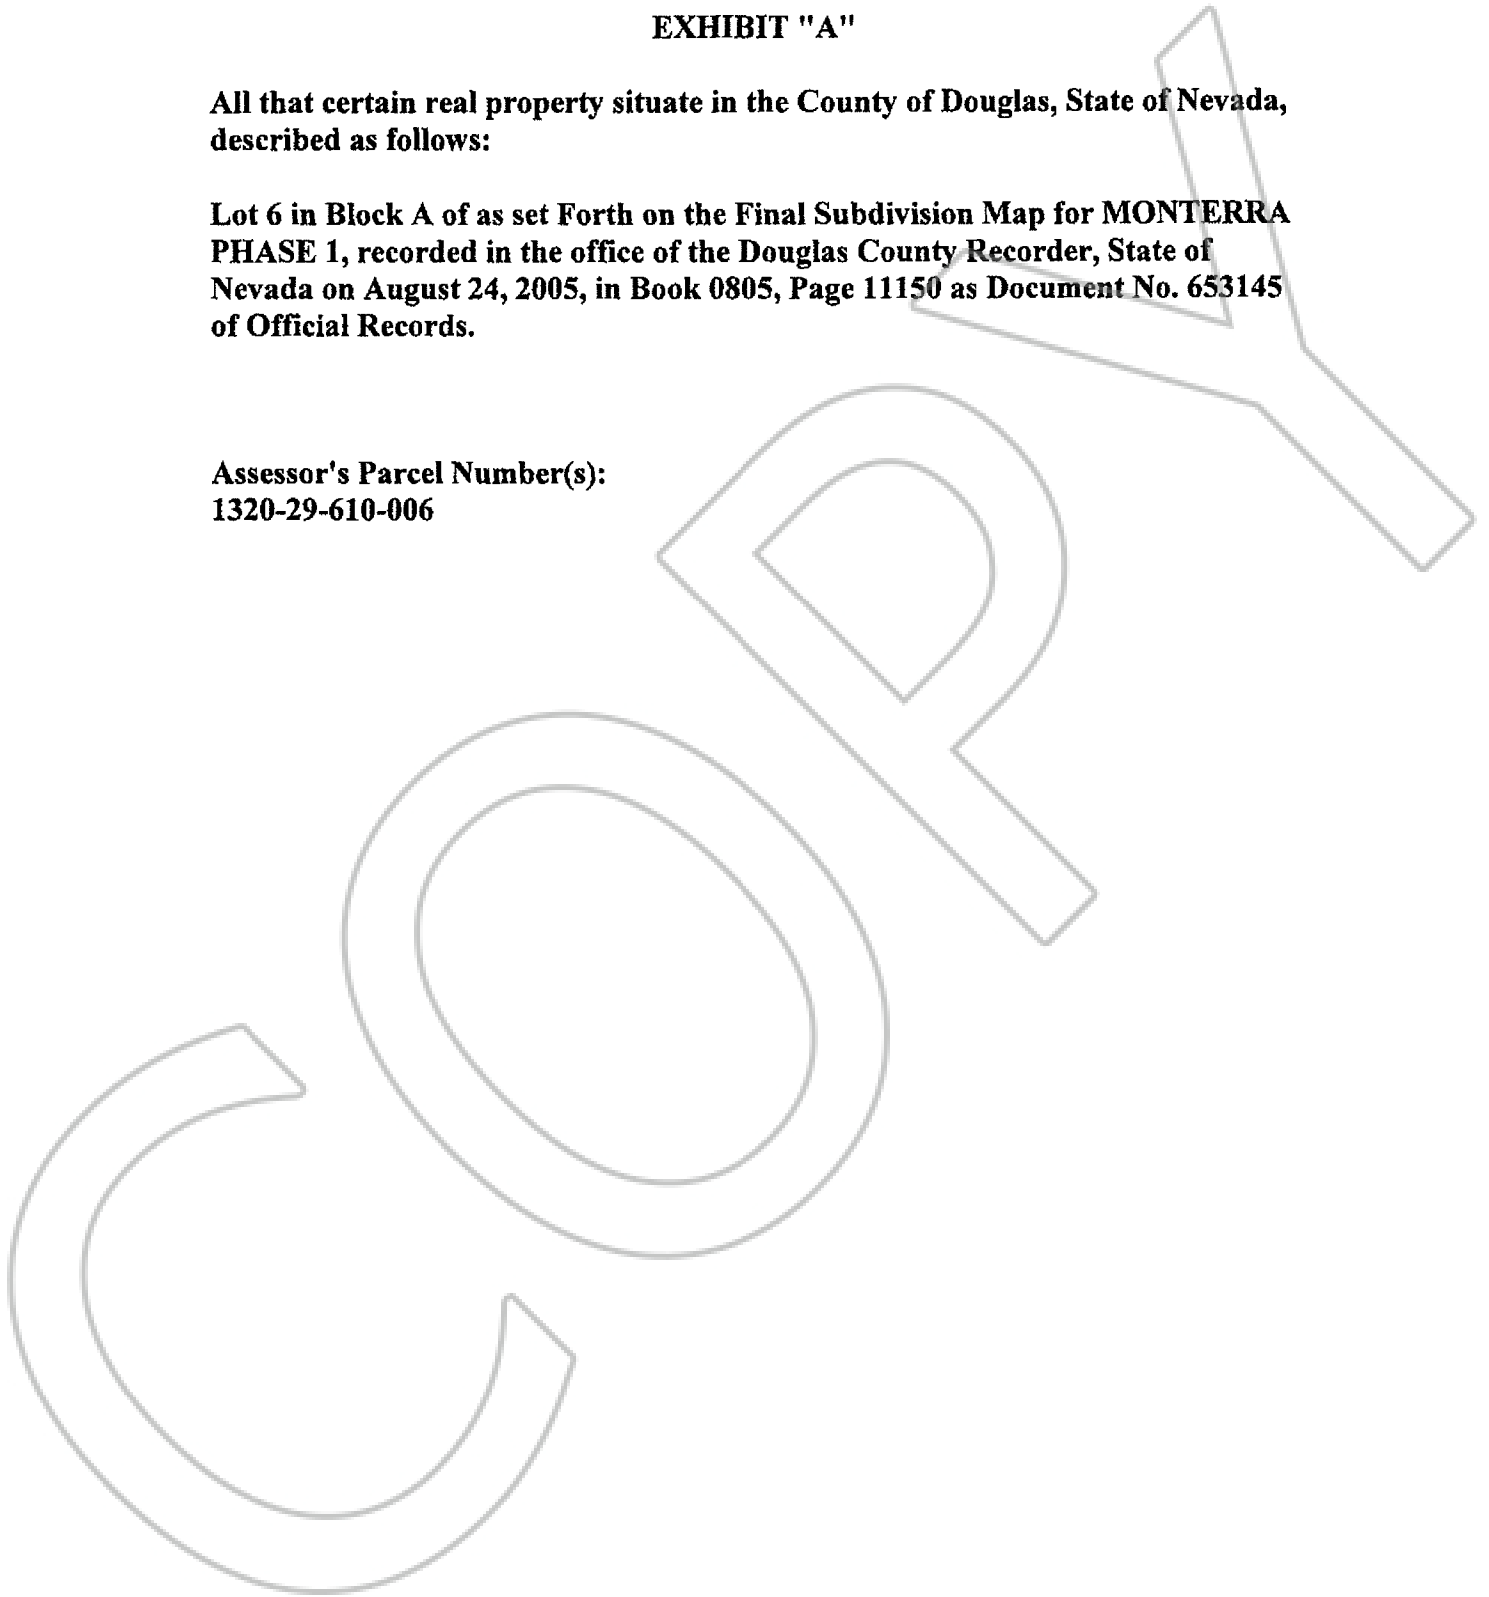 EXHIBIT "A"
All that certain real property situate in the County of Douglas, State of Nevada,
described as follows:
Lot 6 in Block A of as set Forth on the Final Subdivision Map for MONTERRA
PHASE 1, recorded in the office of the Douglas County Recorder, State of
Nevada on August 24, 2005, in Book 0805, Page 11150 as Document No. 653145
of Official Records.
Assessor's Parcel Number(s):
1320-29-610-006
COPY